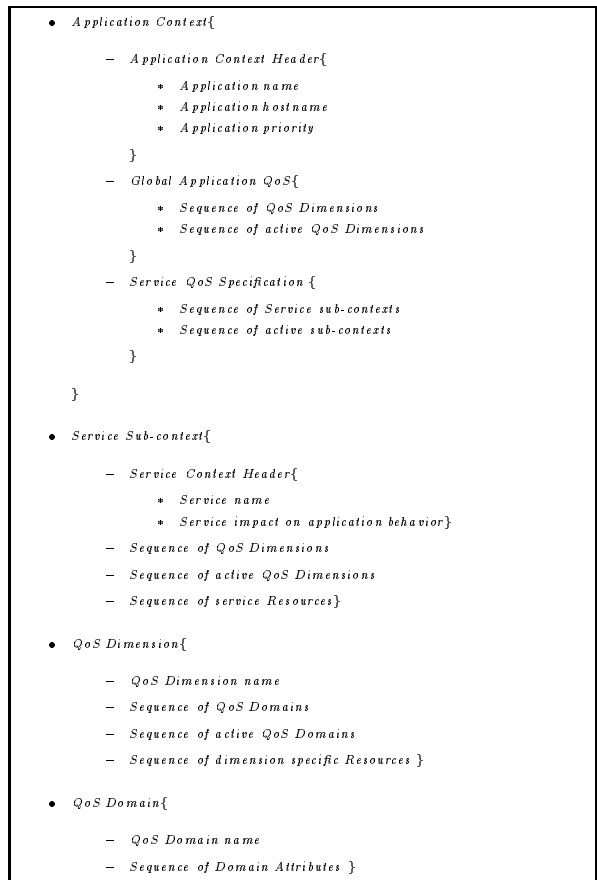 • Application Context{
– Application Context Header{
* Application name
* Application hostname
* Application priority
}
– Global Application QoS{
* Sequence of QoS Dimensions
* Sequence of active QoS Dimensions
}
– Service QoS Specification {
* Sequence of Service sub-contexts
* Sequence of active sub-contexts
}
}
• Service Sub-context{
– Service Context Header{
* Service name
* Service impact on application behavior}
– Sequence of QoS Dimensions
– Sequence of active QoS Dimensions
– Sequence of service Resources}
• QoS Dimension{
– QoS Dimension name
– Sequence of QoS Domains
– Sequence of active QoS Domains
– Sequence of dimension specific Resources }
• QoS Domain{
– QoS Domain name
– Sequence of Domain Attributes }